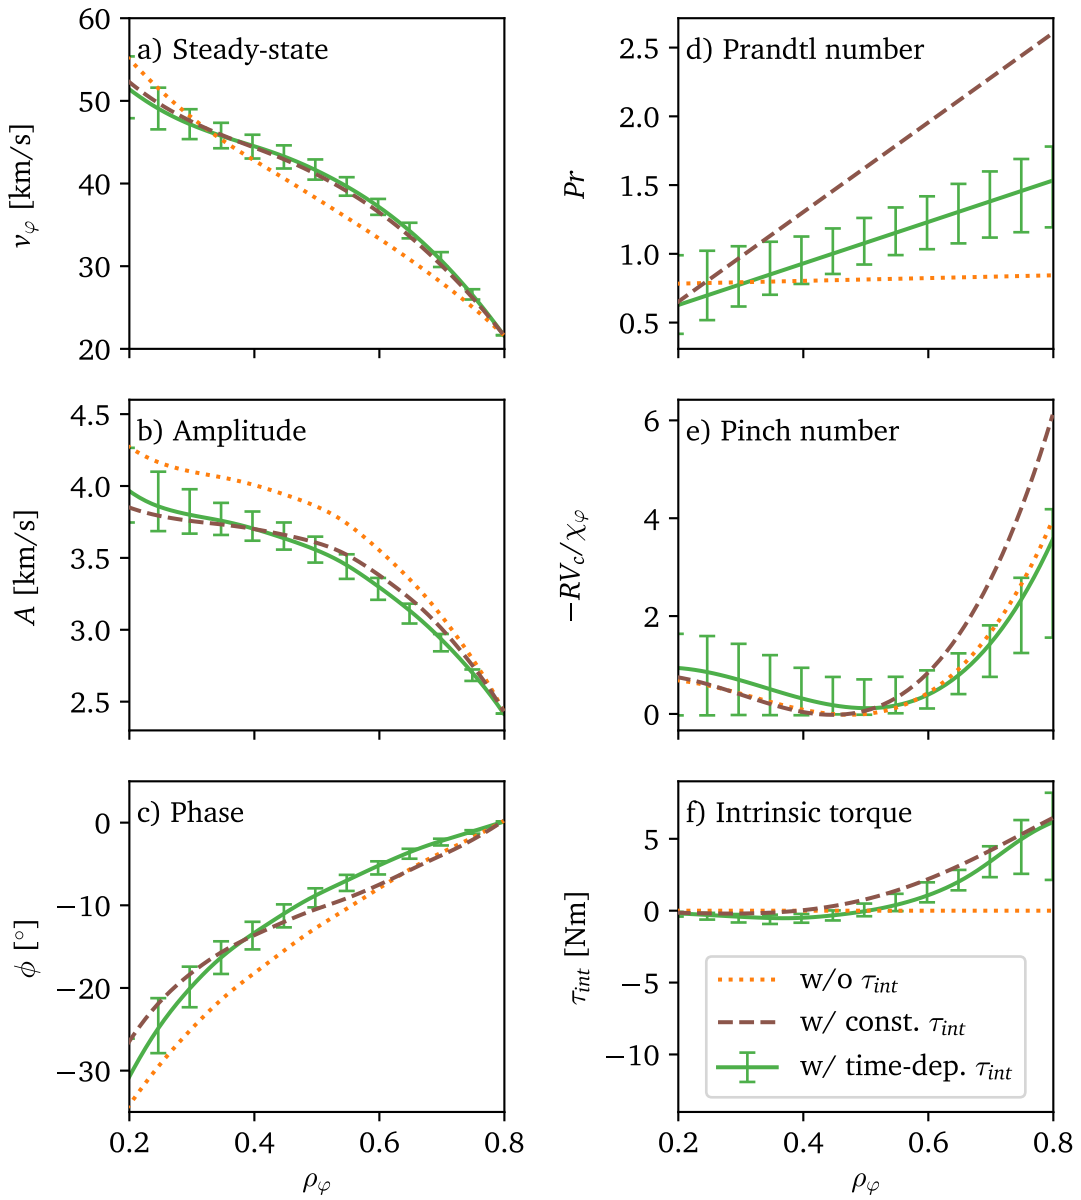 60
50
40
30
20
v_φ [km/s]
a) Steady-state
2.5
2.0
1.5
1.0
0.5
Pr
d) Prandtl number
4.5
4.0
3.5
3.0
2.5
A [km/s]
b) Amplitude
6
4
2
0
−RV_c/χ_φ
e) Pinch number
0
−10
−20
−30
ϕ [°]
c) Phase
0.2 0.4 0.6 0.8
ρ_φ
5
0
−5
−10
τ_int [Nm]
f) Intrinsic torque
w/o τ_int
w/ const. τ_int
w/ time-dep. τ_int
0.2 0.4 0.6 0.8
ρ_φ